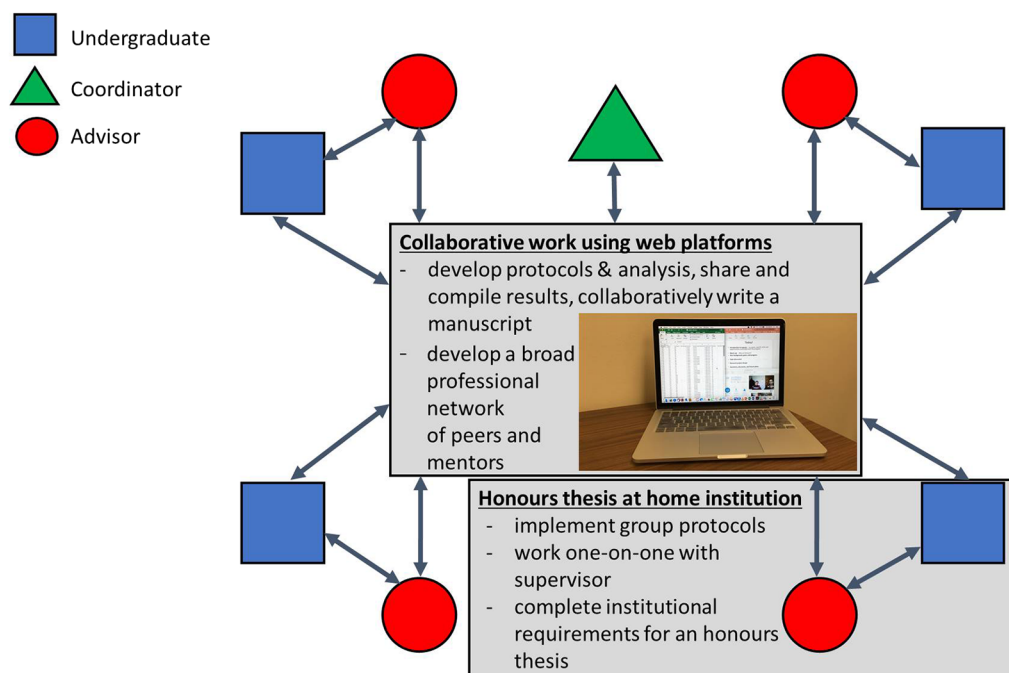 Undergraduate
Coordinator
Advisor
Collaborative work using web platforms
- develop protocols & analysis, share and
compile results, collaboratively write a
manuscript
- develop a broad
professional
network
of peers and
mentors
Honours thesis at home institution
- implement group protocols
- work one-on-one with
supervisor
- complete institutional
requirements for an honours
thesis